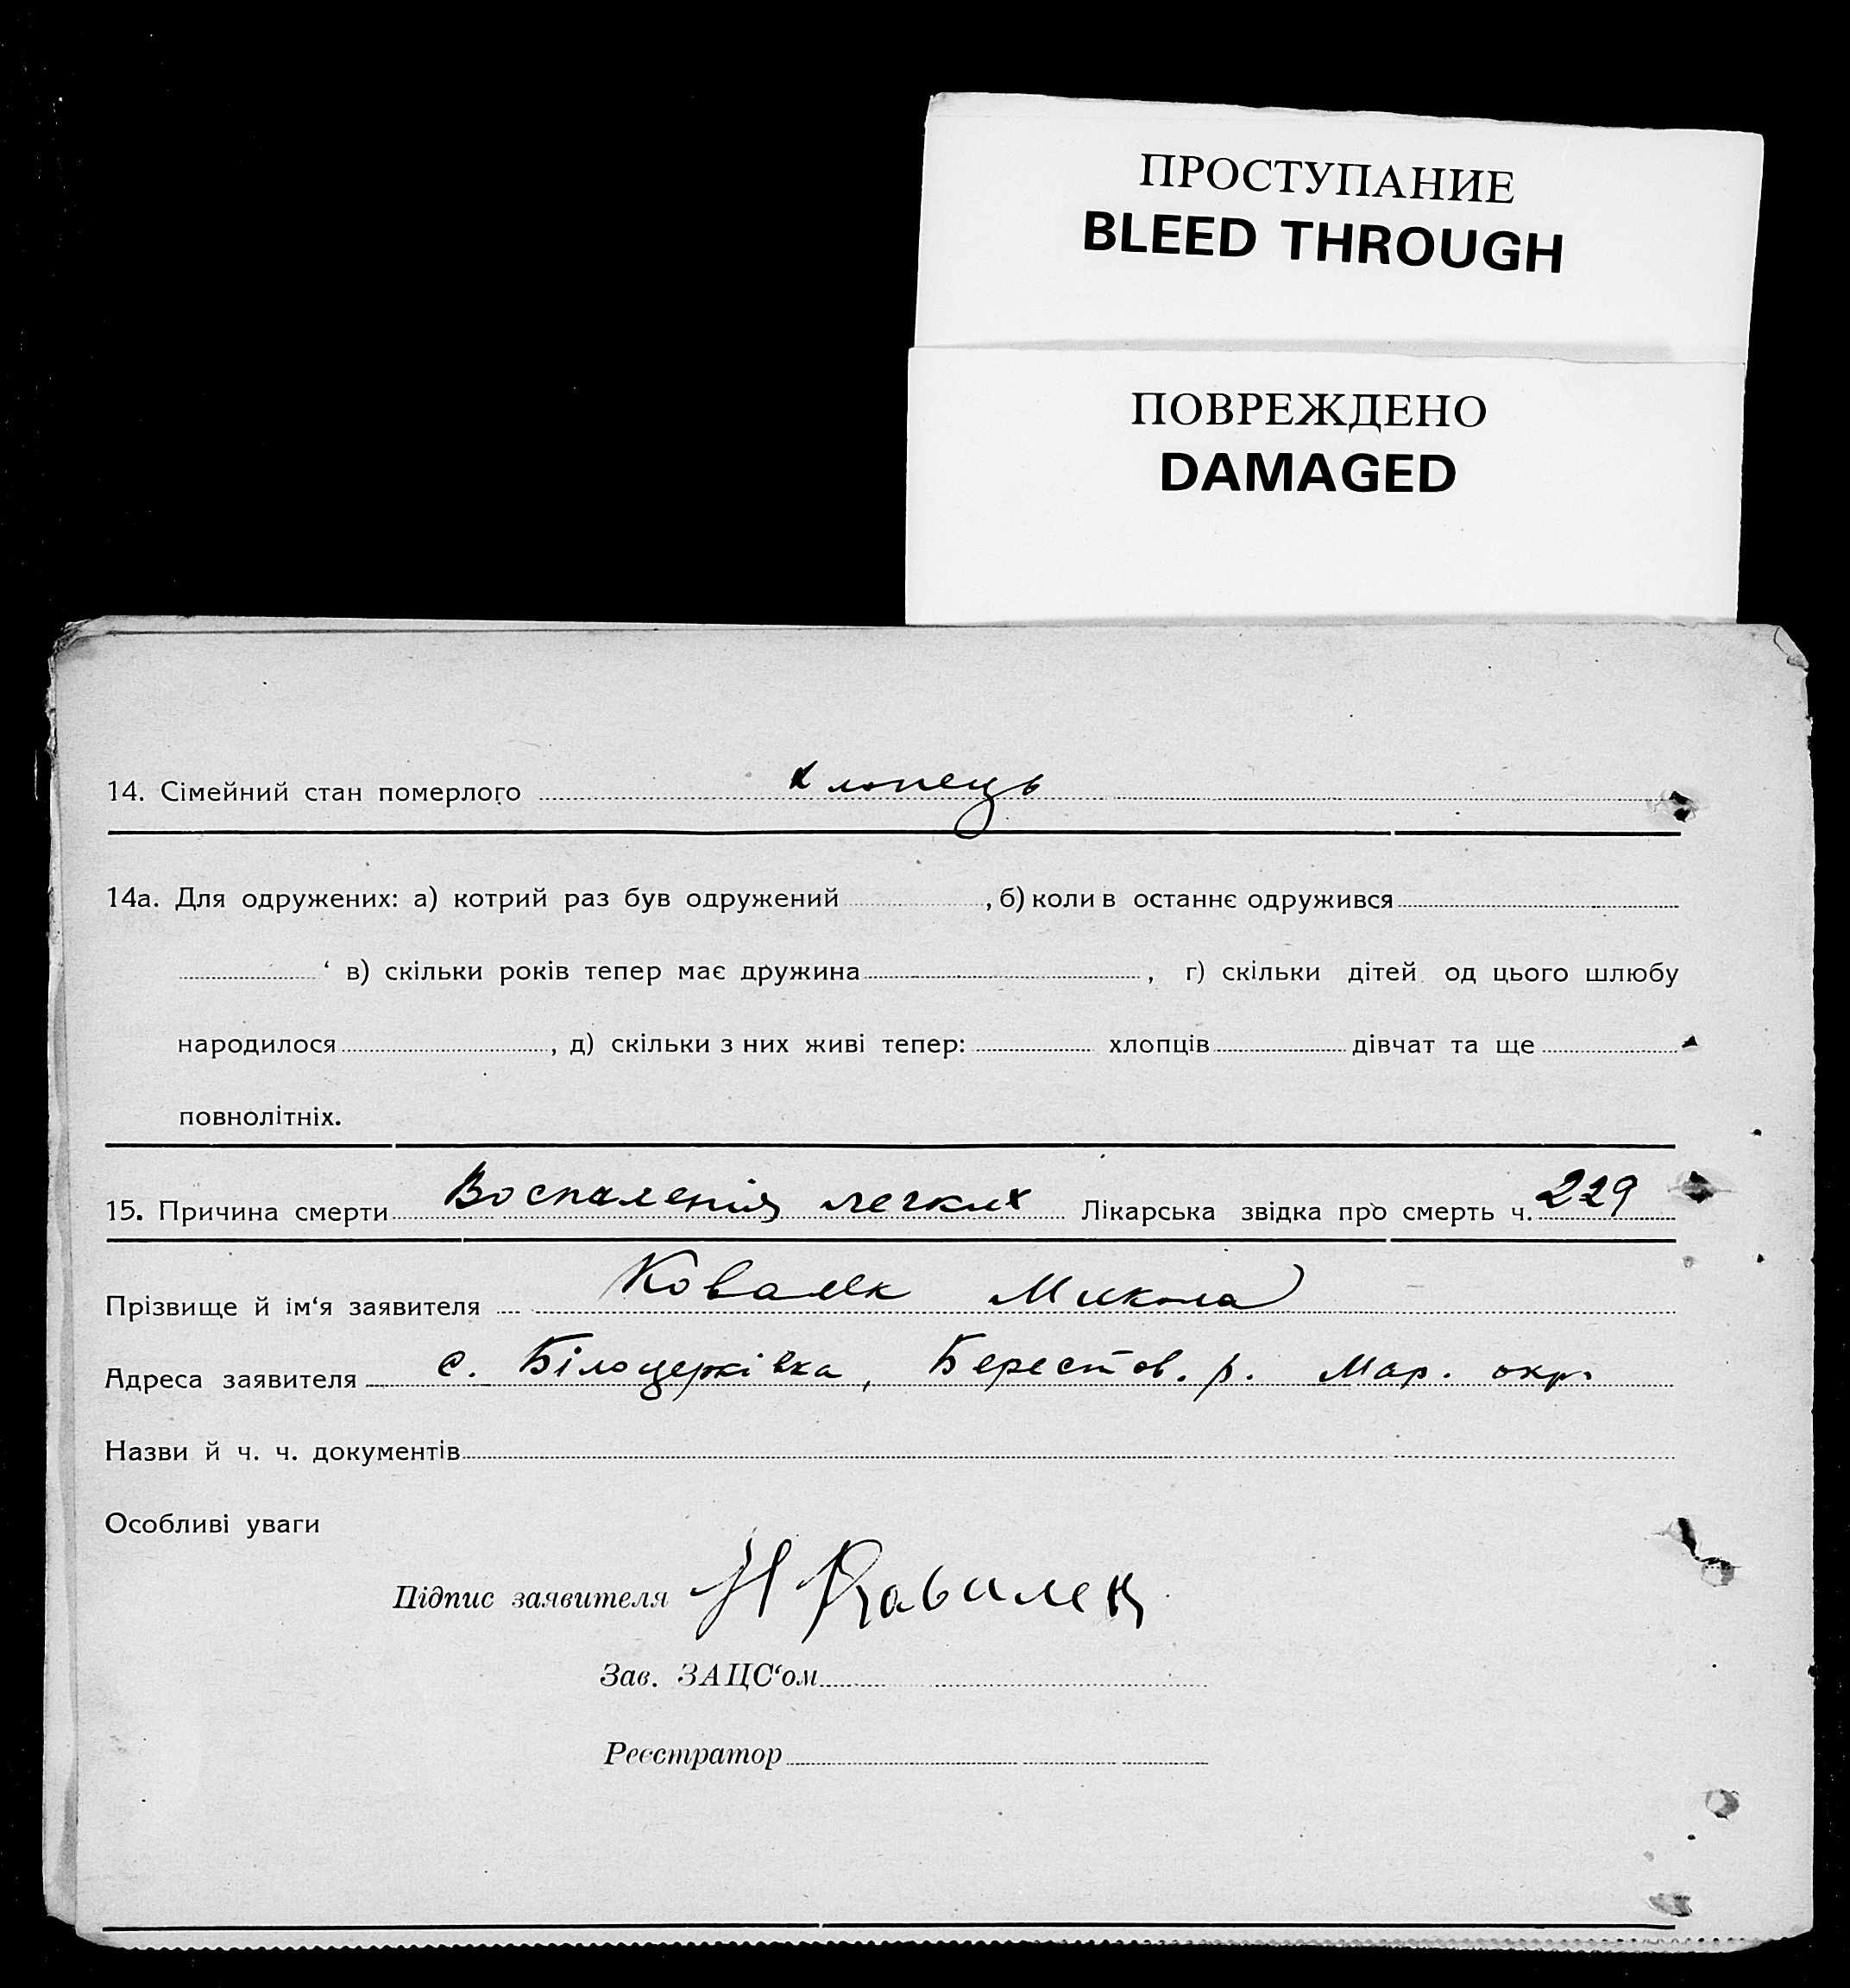 ПРОСТУПАНИЕ
BLEED THROUGH
ПОВРЕЖДЕНО
DAMAGED
14. Сімейний стан померлого хлопець
14а. Для одружених: а) котрий раз був одружений , б) коли в останнє одружився
‘ в) скільки років тепер має дружина , г) скільки дітей од цього шлюбу
народилося , д) скільки з них живі тепер: хлопців дівчат та ще
повнолітніх.
15. Причина смерти Воспаленія легких Лікарська звідка про смерть ч. 229
Прізвище й ім‘я заявителя Ковалек Микола
Адреса заявителя с. Білоцерківка, Берестов. р. Мар. окр.
Назви й ч. ч. документів
Особливі уваги
Підпис заявителя Н Ковалек
Зав. ЗАЦС‘ом
Реєстратор